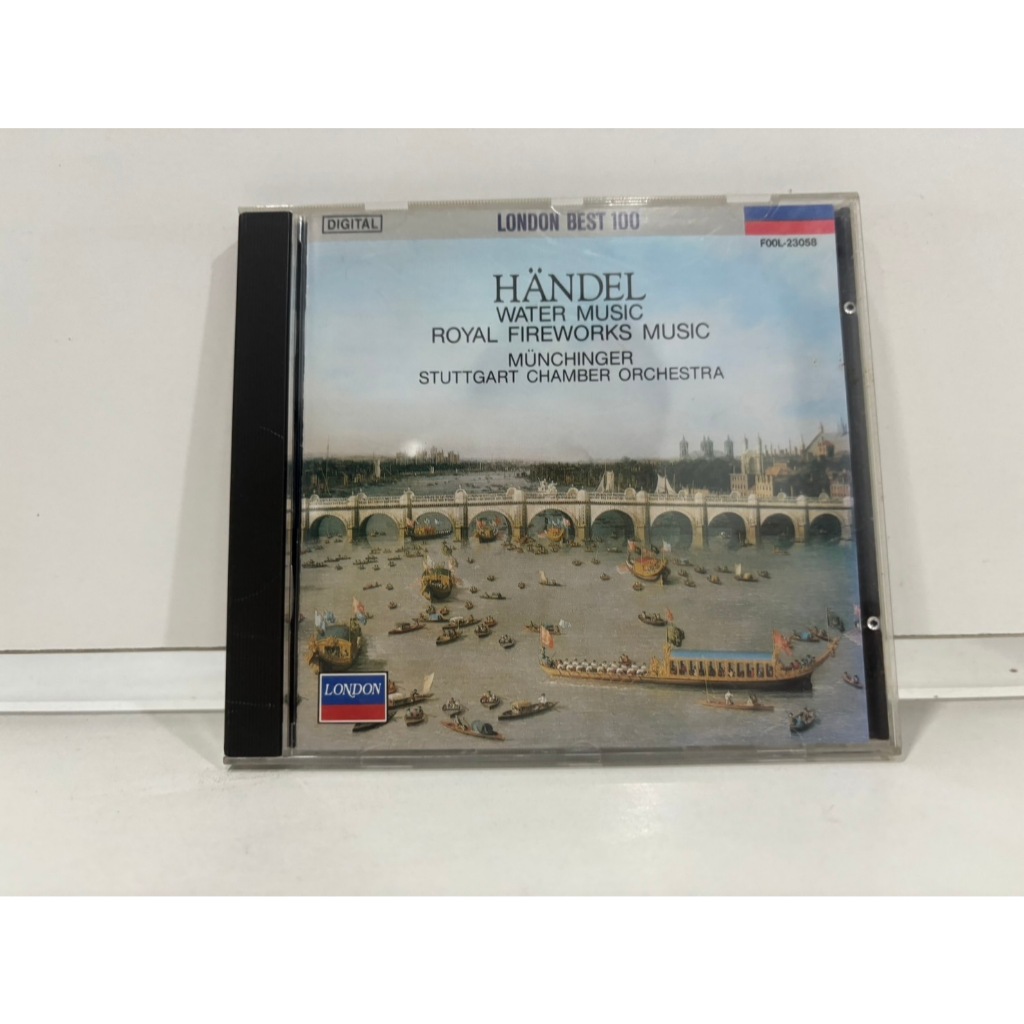 DIGITAL
LONDON BEST 100
F00L-23058
HÄNDEL
WATER MUSIC
ROYAL FIREWORKS MUSIC
MÜNCHINGER
STUTTGART CHAMBER ORCHESTRA
LONDON